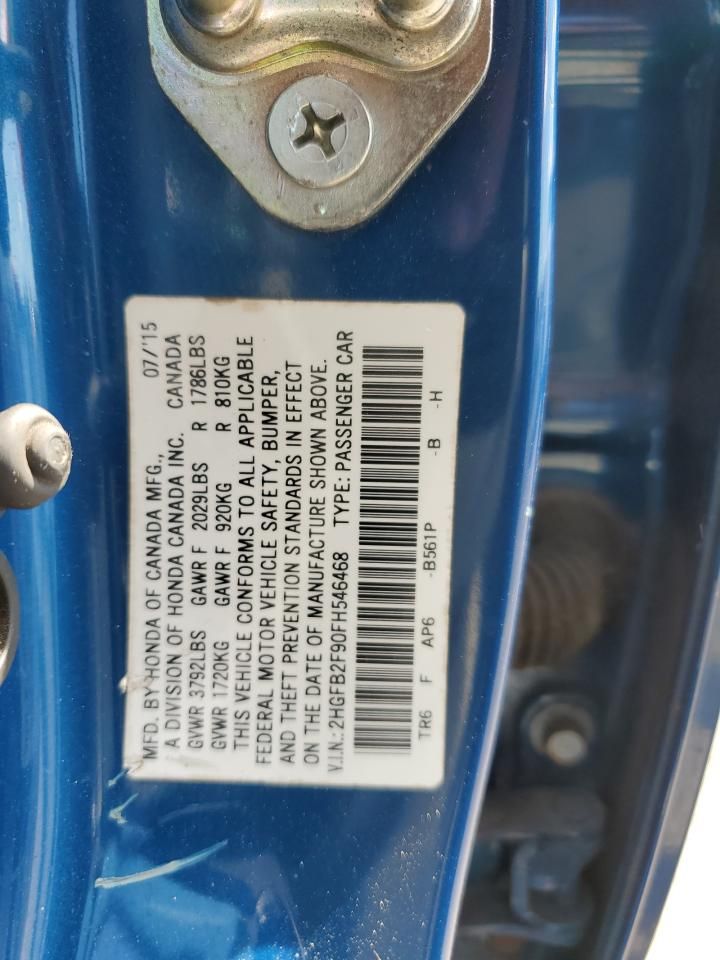 MFD. BY HONDA OF CANADA MFG., 07/'15
A DIVISION OF HONDA CANADA INC. CANADA
GVWR 3792LBS GAWR F 2029LBS R 1786LBS
GVWR 1720KG GAWR F 920KG R 810KG
THIS VEHICLE CONFORMS TO ALL APPLICABLE
FEDERAL MOTOR VEHICLE SAFETY, BUMPER,
AND THEFT PREVENTION STANDARDS IN EFFECT
ON THE DATE OF MANUFACTURE SHOWN ABOVE.
V.I.N.: 2HGFB2F90FH546468 TYPE: PASSENGER CAR
TR6 F AP6 -B561P -B -H